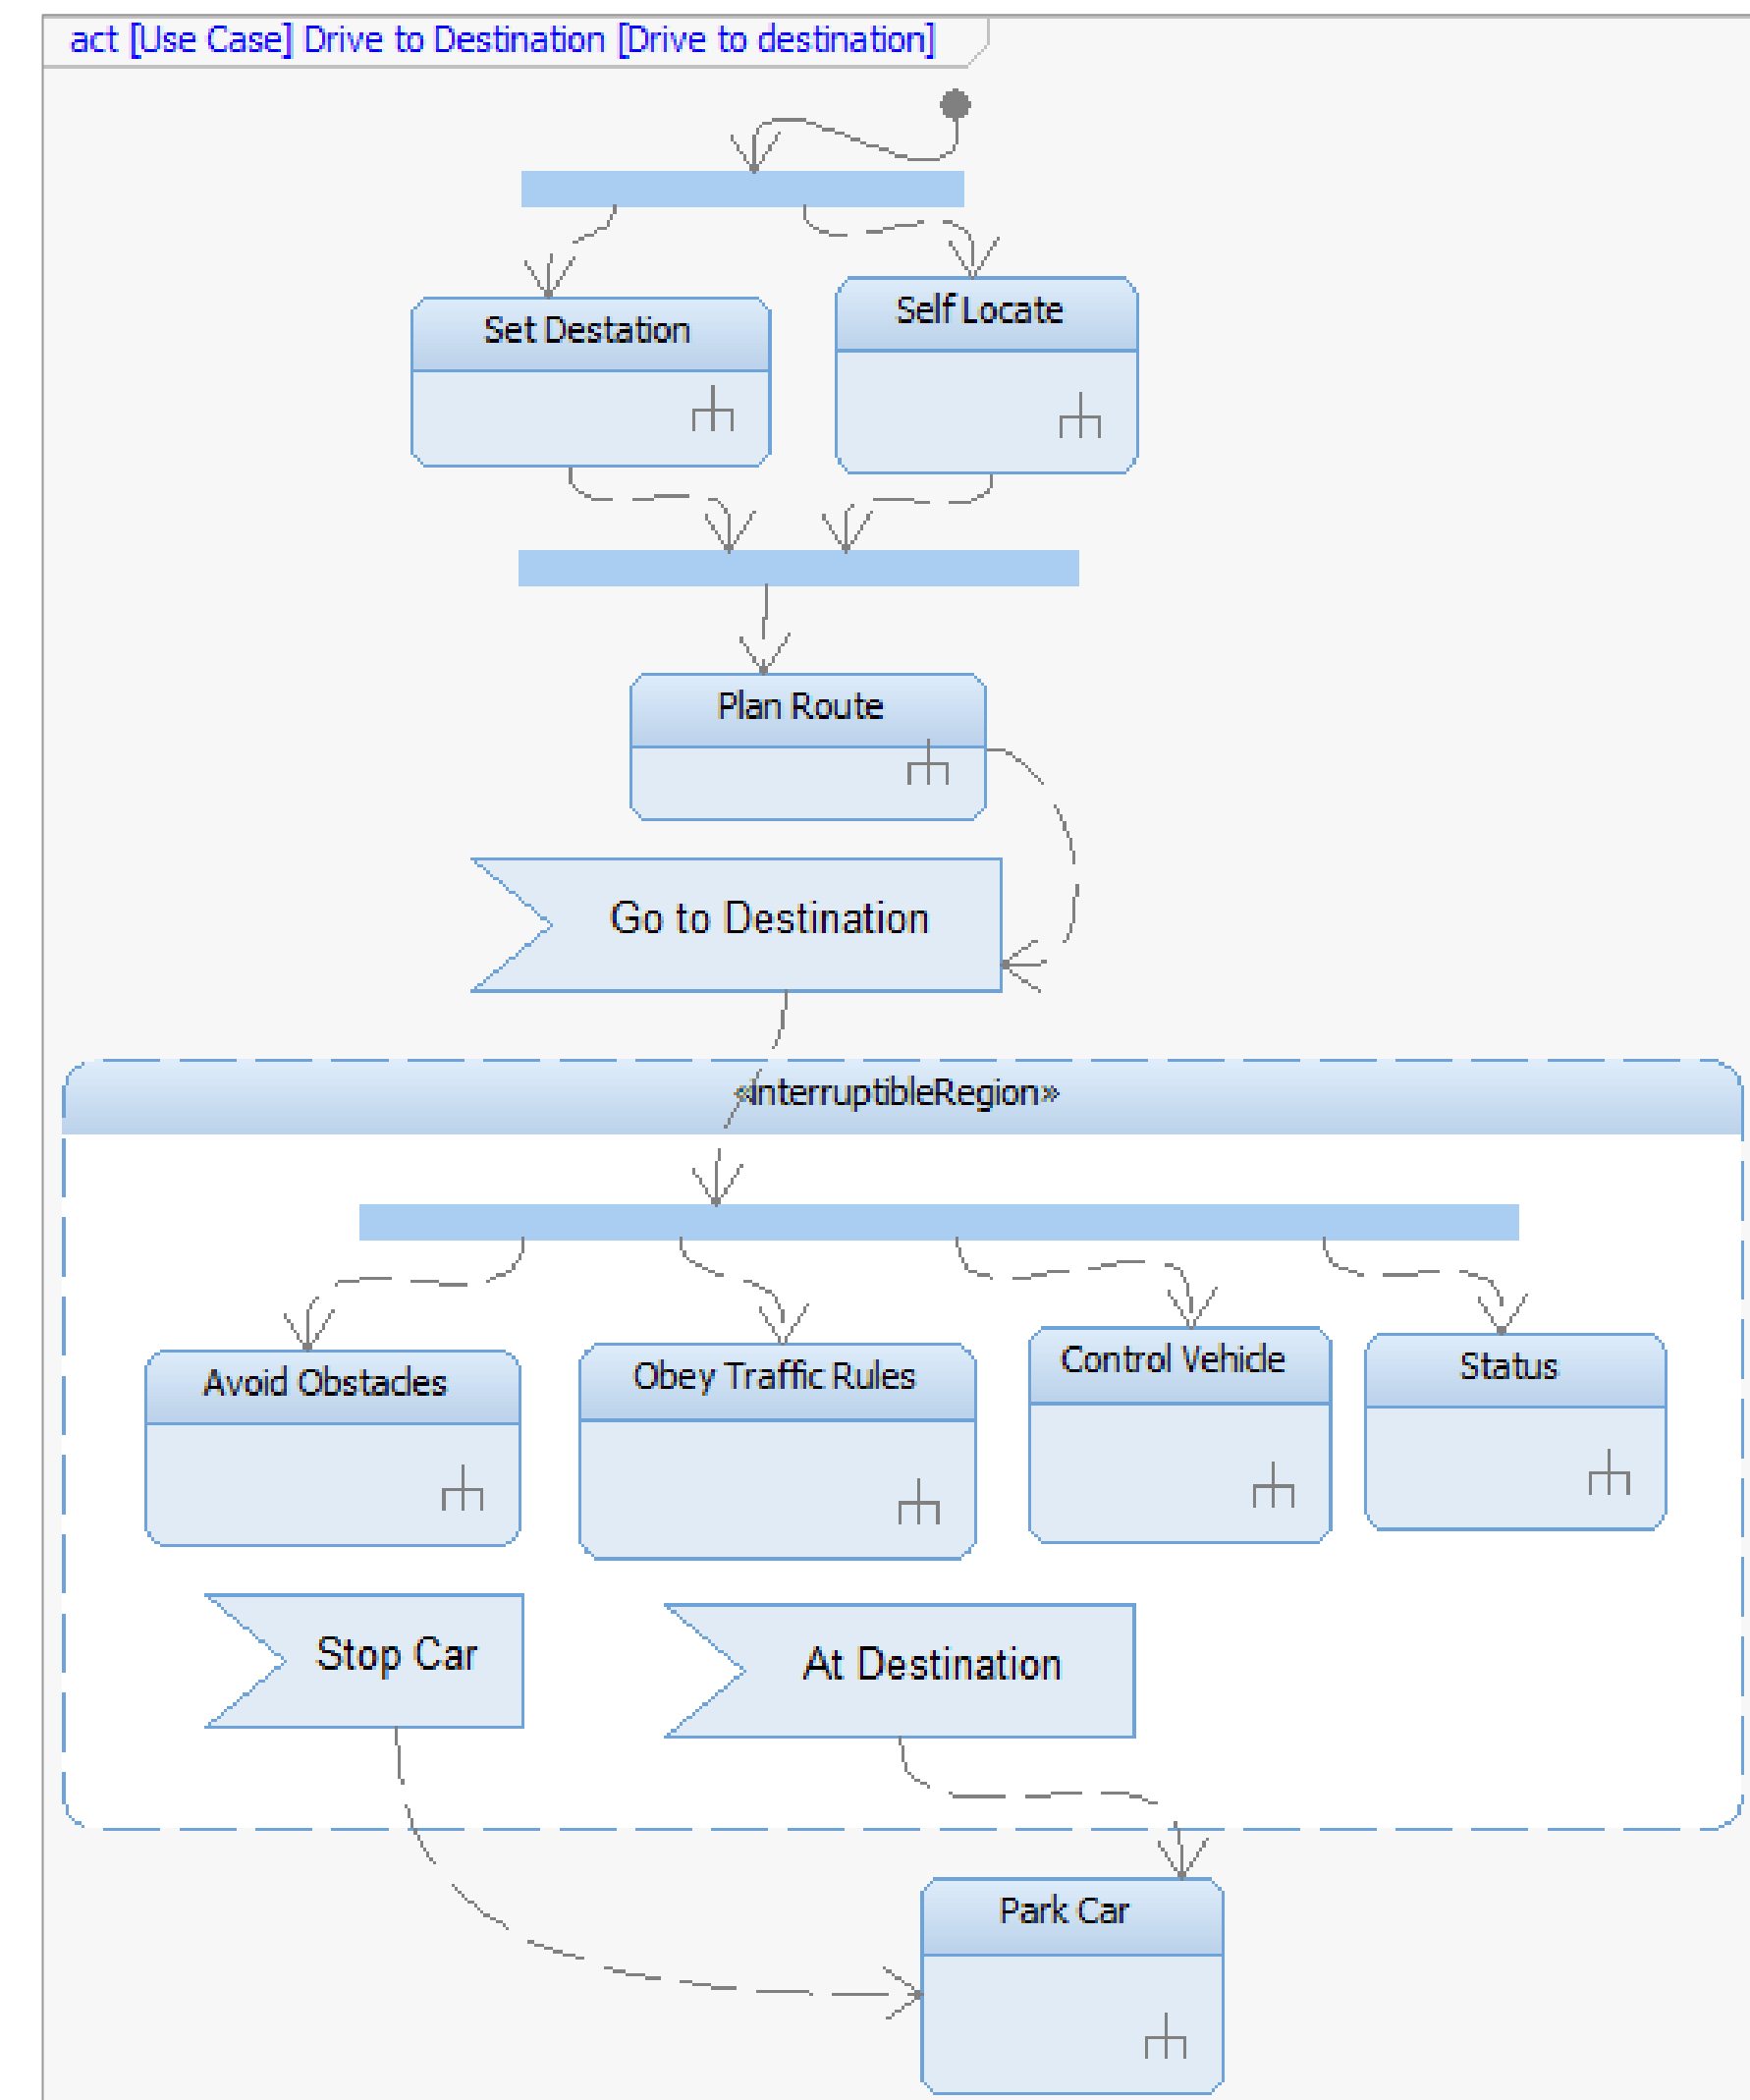 act [Use Case] Drive to Destination [Drive to destination]
Set Destation
Self Locate
Plan Route
Go to Destination
«interruptibleRegion»
Avoid Obstacles
Obey Traffic Rules
Control Vehicle
Status
Stop Car
At Destination
Park Car